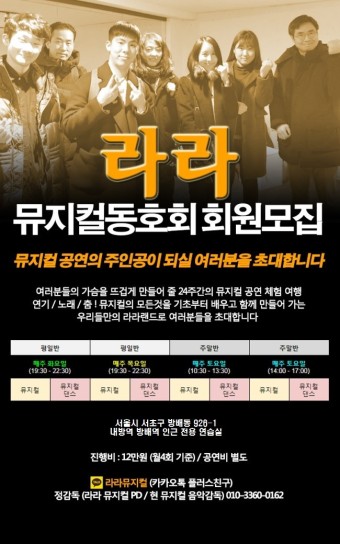 라라
뮤지컬동호회 회원모집
뮤지컬 공연의 주인공이 되실 여러분을 초대합니다
여러분들의 가슴을 뜨겁게 만들어 줄 24주간의 뮤지컬 공연 체험 여행
연기 / 노래 / 춤 ! 뮤지컬의 모든것을 기초부터 배우고 함께 만들어 가는
우리들만의 라라랜드로 여러분들을 초대합니다
평일반 평일반 주말반 주말반
매주 화요일 매주 목요일 매주 토요일 매주 토요일
(19:30 - 22:30) (19:30 - 22:30) (10:30 - 13:30) (14:00 - 17:00)
뮤지컬 뮤지컬 댄스 뮤지컬 뮤지컬 댄스 뮤지컬 뮤지컬 댄스 뮤지컬 뮤지컬 댄스
서울시 서초구 방배동 926-1
내방역 방배역 인근 전용 연습실
진행비 : 12만원 (월4회 기준) / 공연비 별도
라라뮤지컬 (카카오톡 플러스친구)
정감독 (라라 뮤지컬 PD / 현 뮤지컬 음악감독) 010-3360-0162